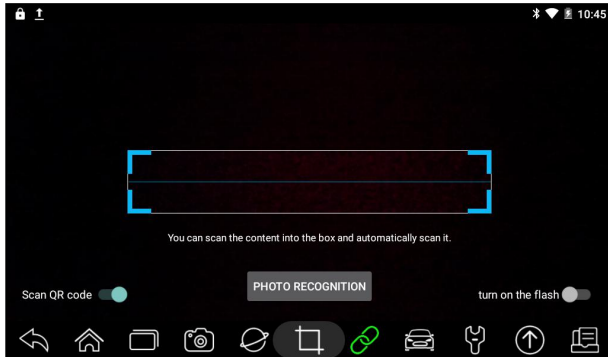 10:45
You can scan the content into the box and automatically scan it.
PHOTO RECOGNITION
Scan QR code
turn on the flash